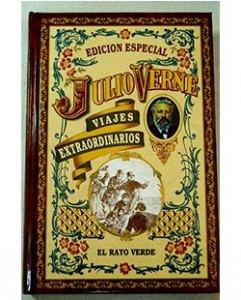 EDICION ESPECIAL
JULIO VERNE
VIAJES
EXTRAORDINARIOS
EL RAYO VERDE